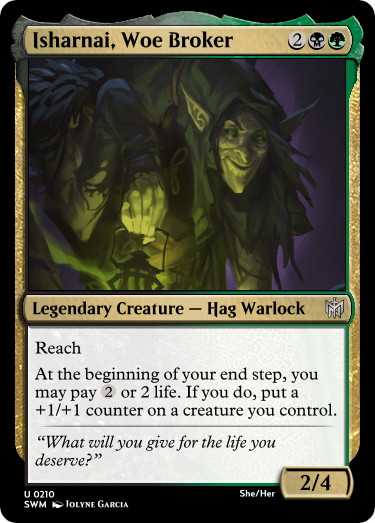 Isharnai, Woe Broker 2
Legendary Creature — Hag Warlock
Reach
At the beginning of your end step, you
may pay 2 or 2 life. If you do, put a
+1/+1 counter on a creature you control.
“What will you give for the life you
deserve?”
2/4
U 0210 She/Her
SWM Jolyne Garcia